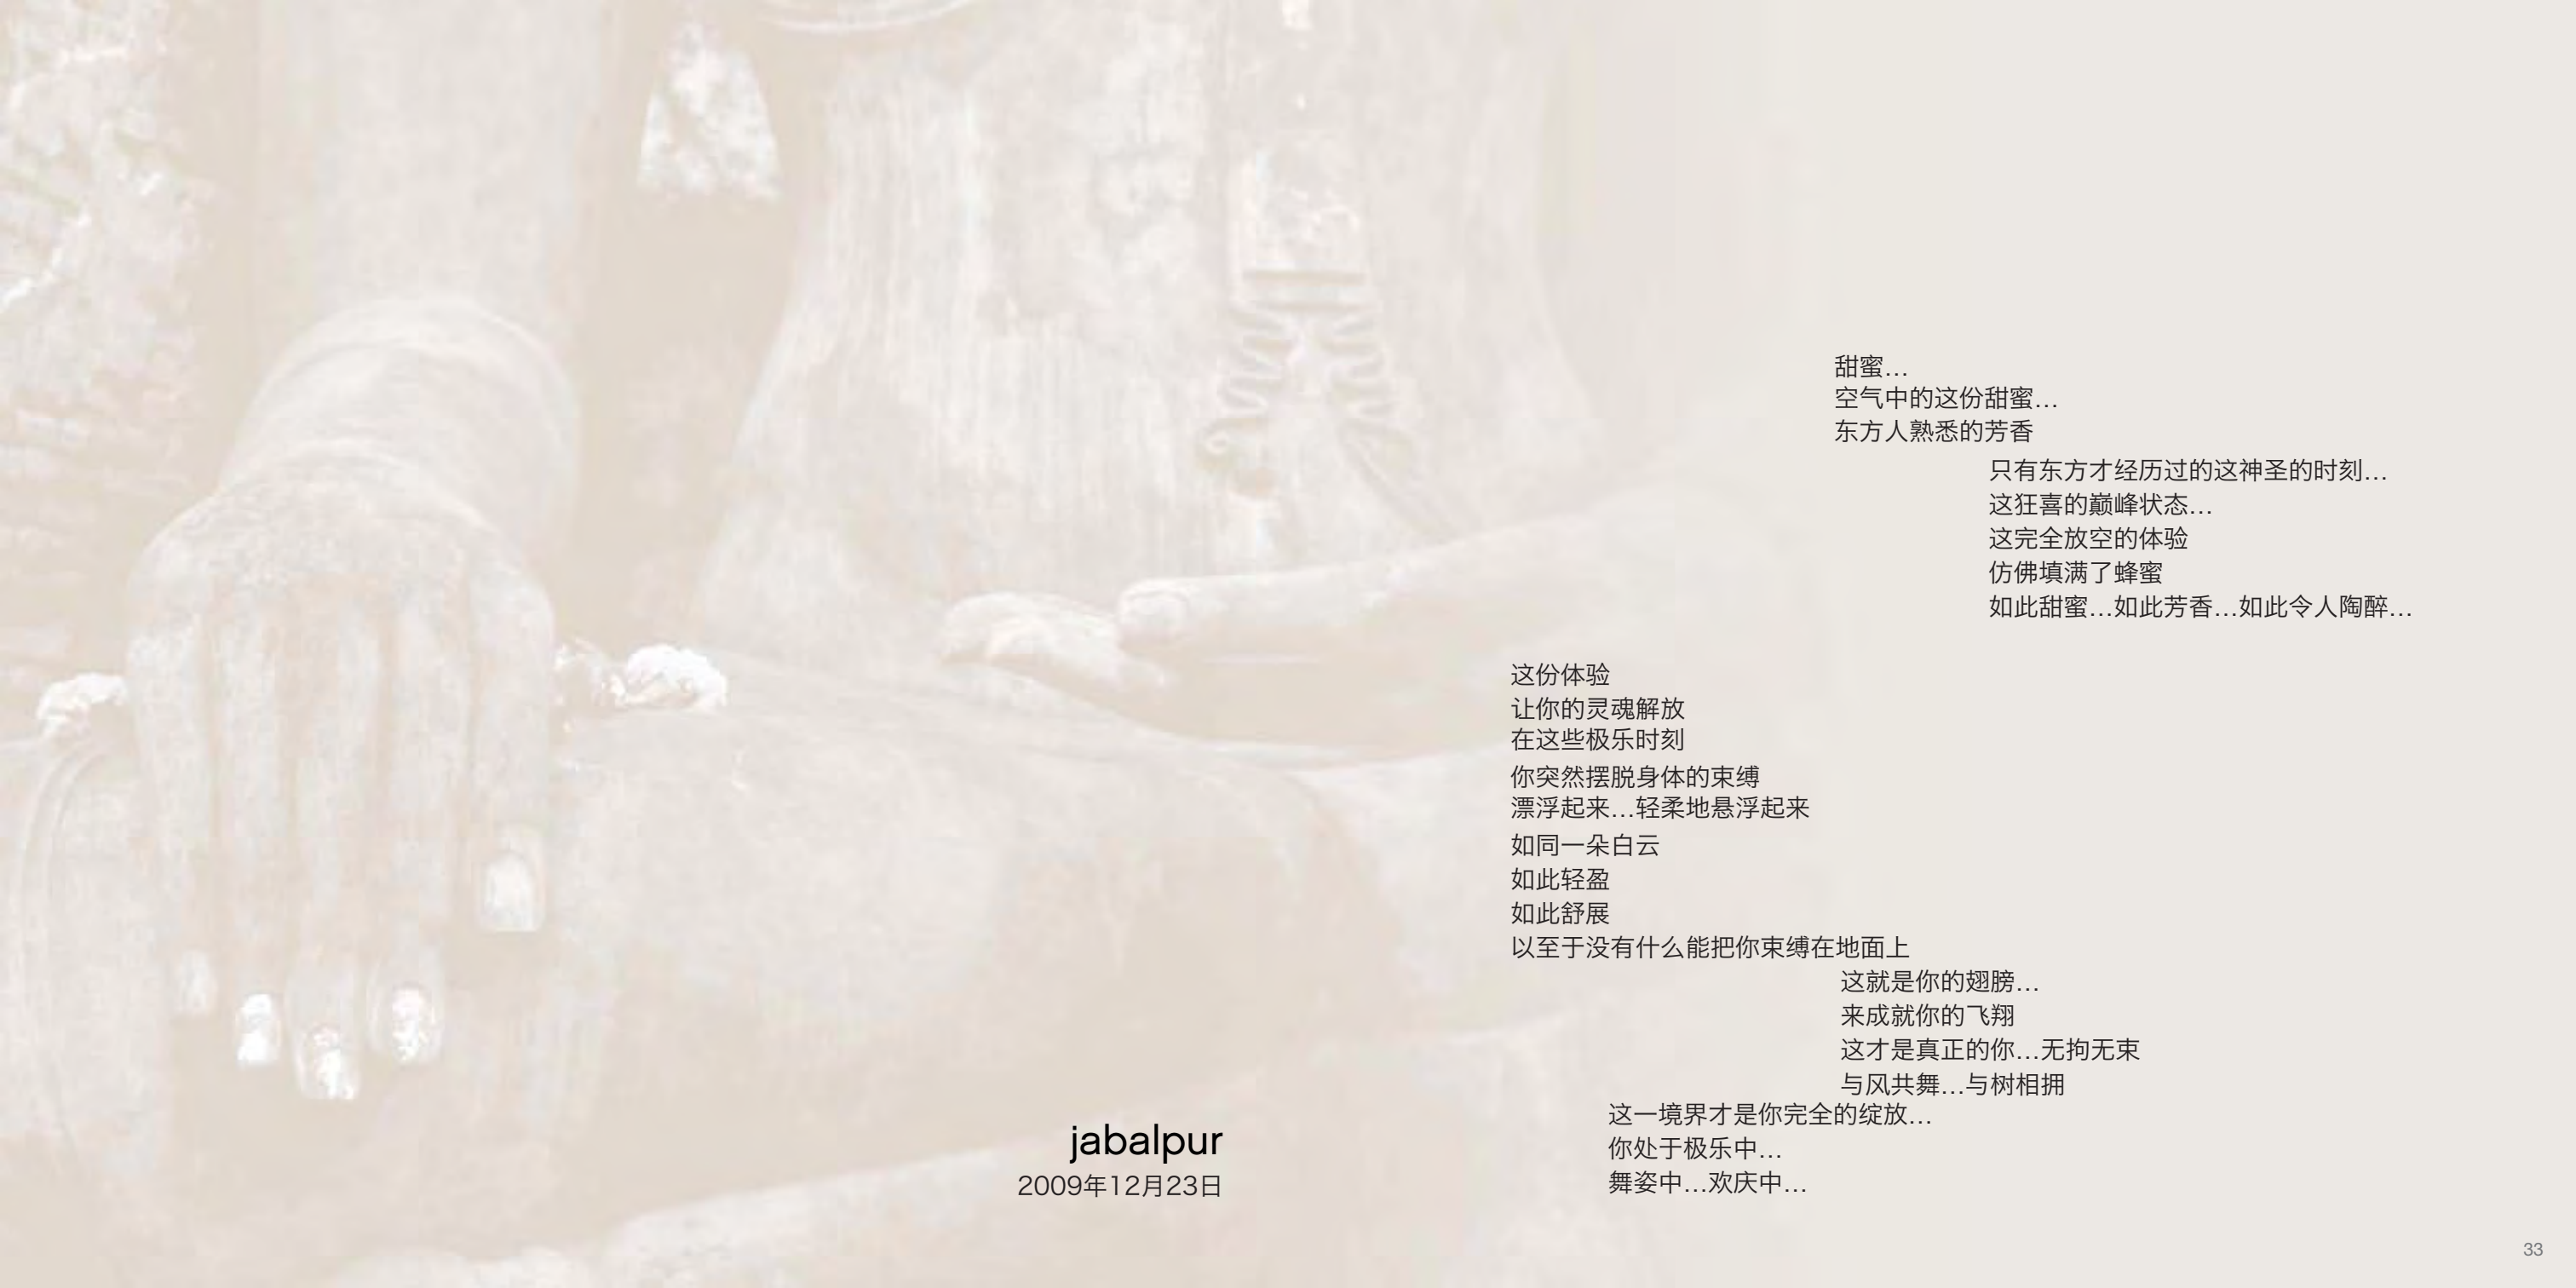 甜蜜…
空气中的这份甜蜜…
东方人熟悉的芳香
只有东方才经历过的这神圣的时刻…
这狂喜的巅峰状态…
这完全放空的体验
仿佛填满了蜂蜜
如此甜蜜…如此芳香…如此令人陶醉…
这份体验
让你的灵魂解放
在这些极乐时刻
你突然摆脱身体的束缚
漂浮起来…轻柔地悬浮起来
如同一朵白云
如此轻盈
如此舒展
以至于没有什么能把你束缚在地面上
这就是你的翅膀…
来成就你的飞翔
这才是真正的你…无拘无束
与风共舞…与树相拥
这一境界才是你完全的绽放…
你处于极乐中…
舞姿中…欢庆中…
jabalpur
2009年12月23日
33